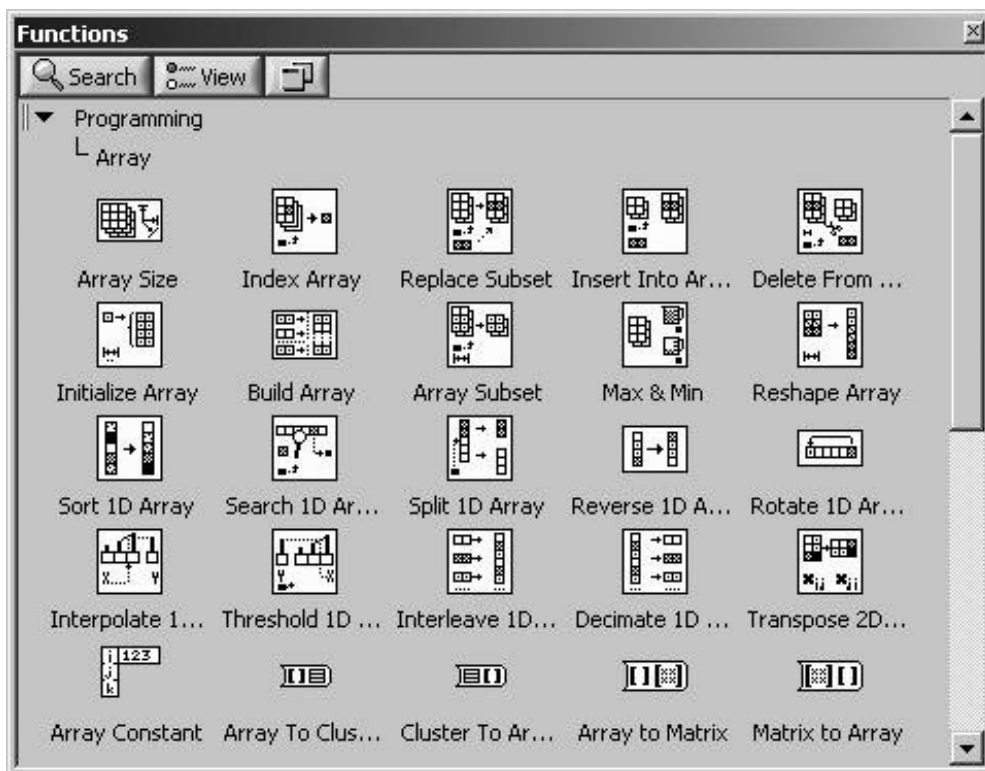 Functions
Search View
Programming
Array
Array Size Index Array Replace Subset Insert Into Ar... Delete From ...
Initialize Array Build Array Array Subset Max & Min Reshape Array
Sort 1D Array Search 1D Ar... Split 1D Array Reverse 1D A... Rotate 1D Ar...
X... Y Y X
Interpolate 1... Threshold 1D ... Interleave 1D... Decimate 1D ... Transpose 2D...
i 123
j
k
Array Constant Array To Clus... Cluster To Ar... Array to Matrix Matrix to Array